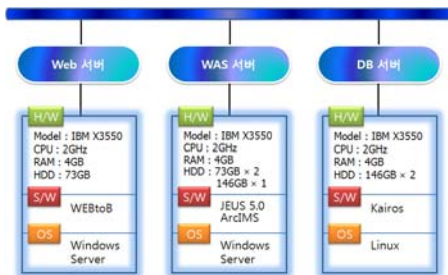 Web 서버
WAS 서버
DB 서버
H/W
Model : IBM X3550
CPU : 2GHz
RAM : 4GB
HDD : 73GB
S/W
WEBtoB
OS
Windows
Server
H/W
Model : IBM X3550
CPU : 2GHz
RAM : 4GB
HDD : 73GB × 2
146GB × 1
S/W
JEUS 5.0
ArcIMS
OS
Windows
Server
H/W
Model : IBM X3550
CPU : 2GHz
RAM : 4GB
HDD : 146GB × 2
S/W
Kairos
OS
Linux